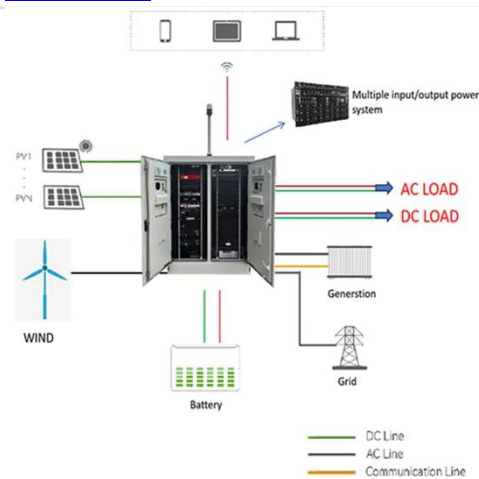 Multiple input/output power
system
PV1
PVN
AC LOAD
DC LOAD
Generstion
WIND
Grid
Battery
DC Line
AC Line
Communication Line